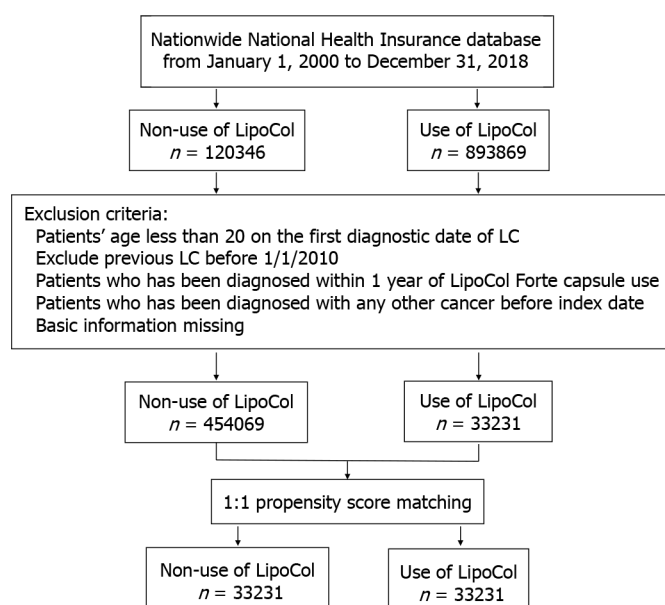 Nationwide National Health Insurance database
from January 1, 2000 to December 31, 2018
Non-use of LipoCol
n = 120346
Use of LipoCol
n = 893869
Exclusion criteria:
Patients’ age less than 20 on the first diagnostic date of LC
Exclude previous LC before 1/1/2010
Patients who has been diagnosed within 1 year of LipoCol Forte capsule use
Patients who has been diagnosed with any other cancer before index date
Basic information missing
Non-use of LipoCol
n = 454069
Use of LipoCol
n = 33231
1:1 propensity score matching
Non-use of LipoCol
n = 33231
Use of LipoCol
n = 33231